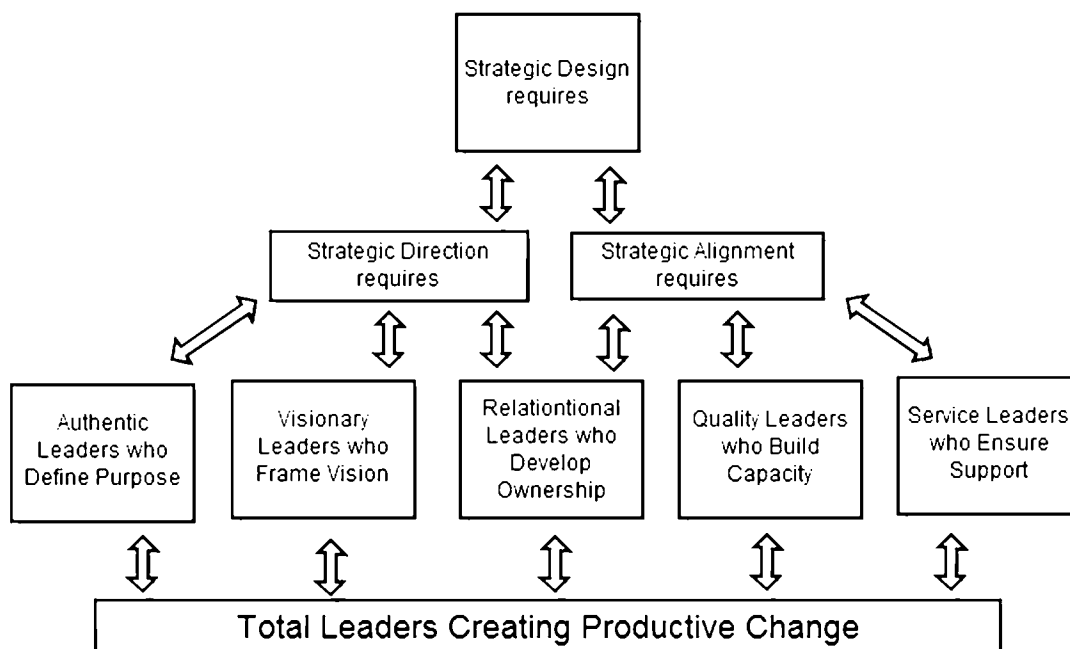 Strategic Design
requires
Strategic Direction
requires
Strategic Alignment
requires
Authentic
Leaders who
Define Purpose
Visionary
Leaders who
Frame Vision
Relationtional
Leaders who
Develop
Ownership
Quality Leaders
who Build
Capacity
Service Leaders
who Ensure
Support
Total Leaders Creating Productive Change